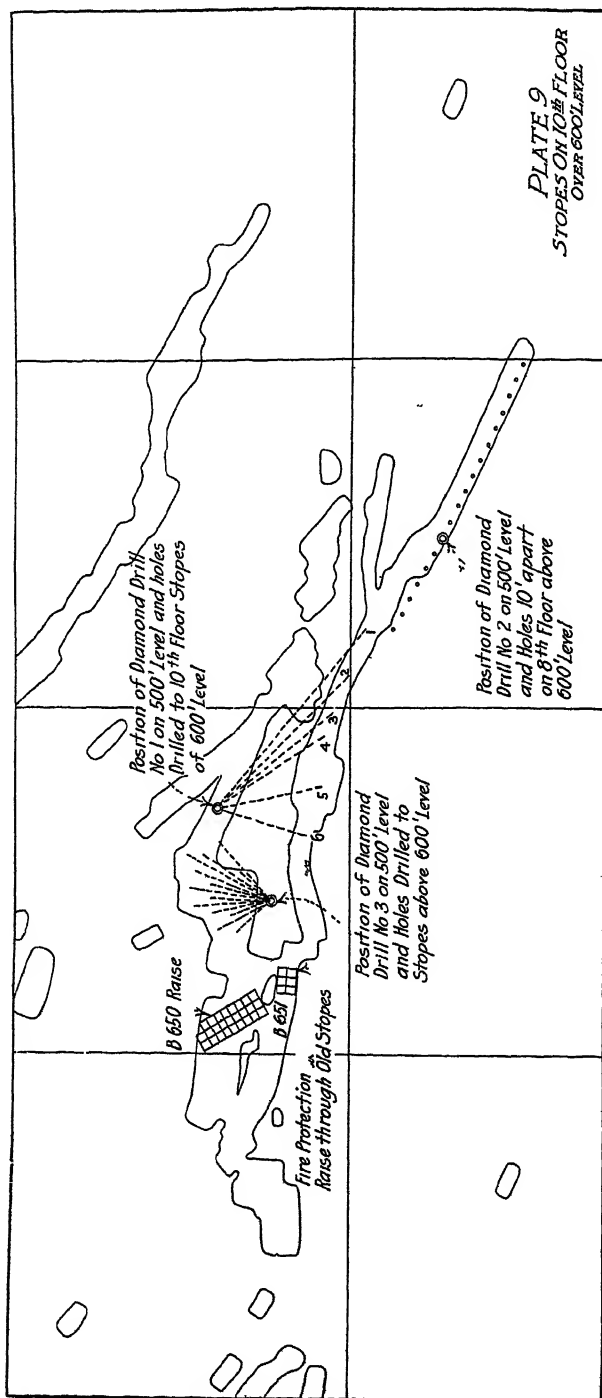 PLATE 9
STOPES ON 10th FLOOR
OVER 600' LEVEL
Position of Diamond Drill
No 1 on 500' Level and holes
Drilled to 10th Floor Stopes
of 600' Level
B 650 Raise
B 651
Fire Protection
Raise through Old Stopes
Position of Diamond
Drill No 3 on 500' Level
and Holes Drilled to
Stopes above 600' Level
Position of Diamond
Drill No 2 on 500' Level
and Holes 10' apart
on 8th Floor above
600' Level
1
2
3
4
5
6